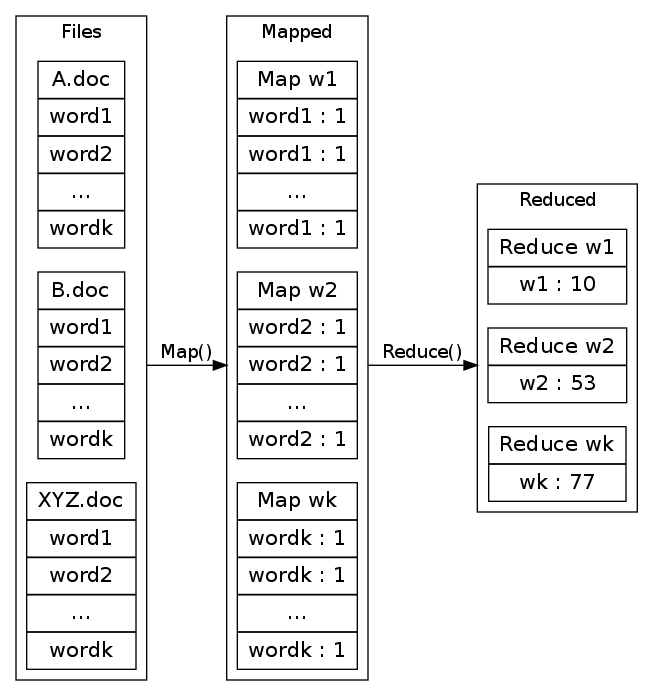 Files
A.doc
word1
word2
...
wordk
B.doc
word1
word2
...
wordk
XYZ.doc
word1
word2
...
wordk
Map()
Mapped
Map w1
word1 : 1
word1 : 1
...
word1 : 1
Map w2
word2 : 1
word2 : 1
...
word2 : 1
Map wk
wordk : 1
wordk : 1
...
wordk : 1
Reduce()
Reduced
Reduce w1
w1 : 10
Reduce w2
w2 : 53
Reduce wk
wk : 77